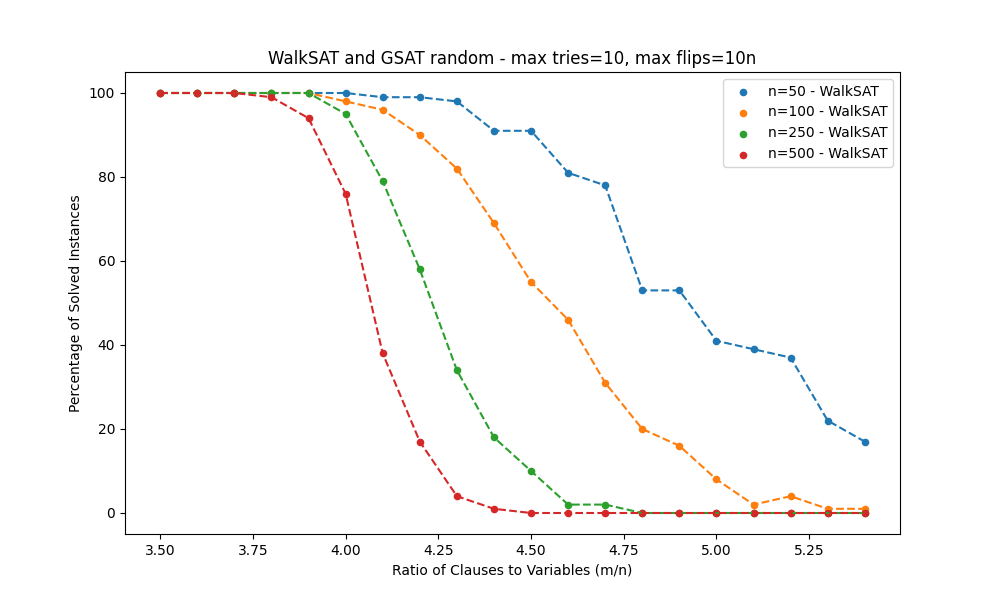 WalkSAT and GSAT random - max tries=10, max flips=10n
Percentage of Solved Instances
100
80
60
40
20
0
n=50 - WalkSAT
n=100 - WalkSAT
n=250 - WalkSAT
n=500 - WalkSAT
3.50 3.75 4.00 4.25 4.50 4.75 5.00 5.25
Ratio of Clauses to Variables (m/n)